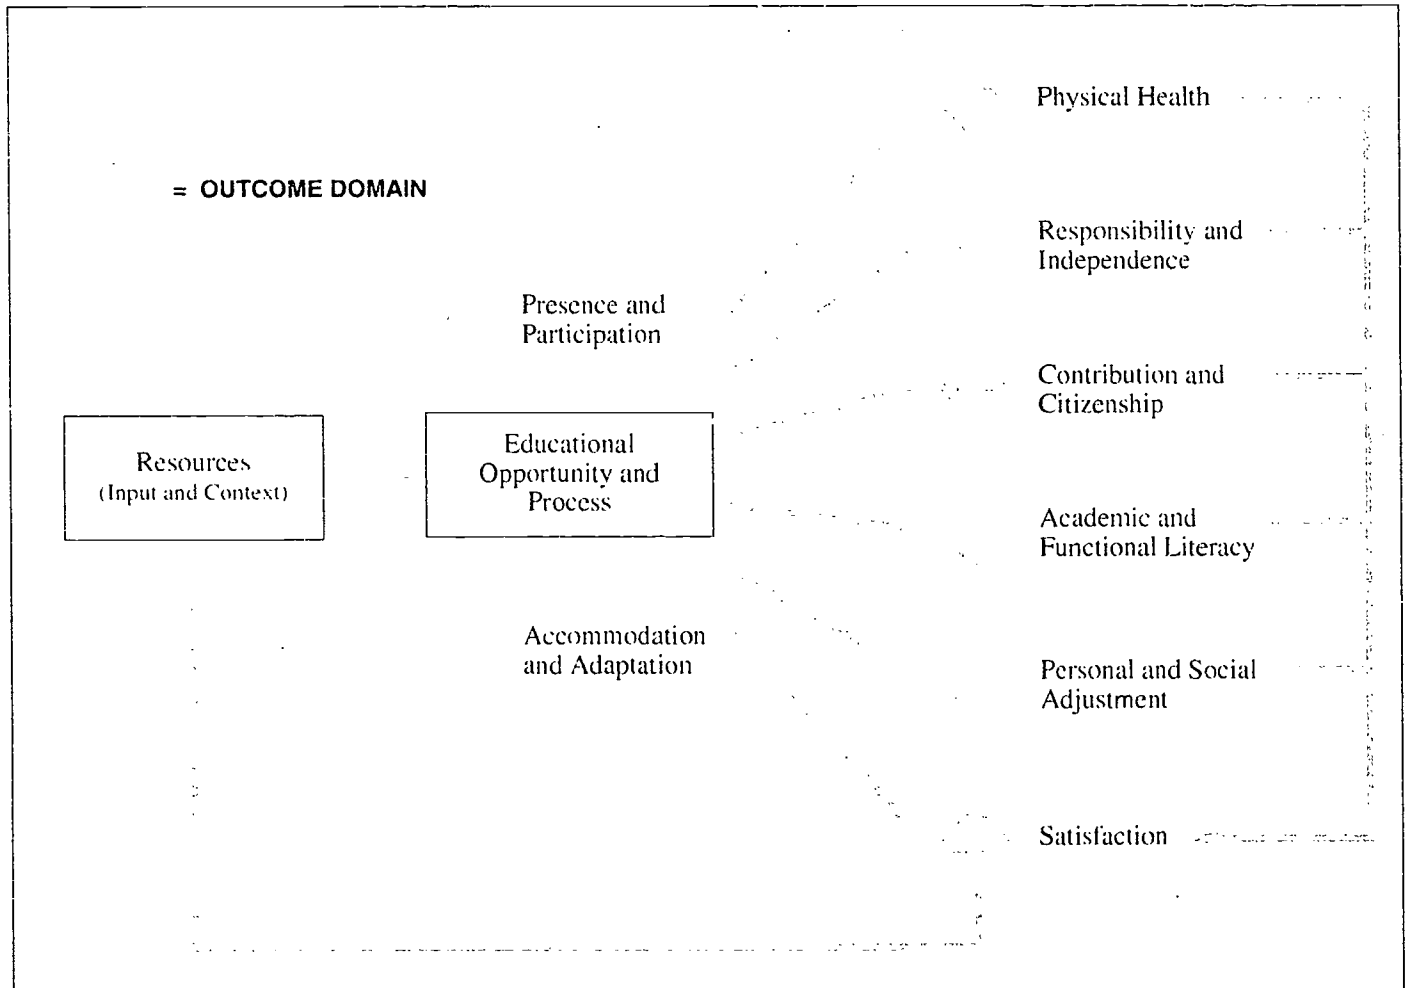 = OUTCOME DOMAIN
Resources
(Input and Context)
Presence and
Participation
Educational
Opportunity and
Process
Accommodation
and Adaptation
Physical Health
Responsibility and
Independence
Contribution and
Citizenship
Academic and
Functional Literacy
Personal and Social
Adjustment
Satisfaction